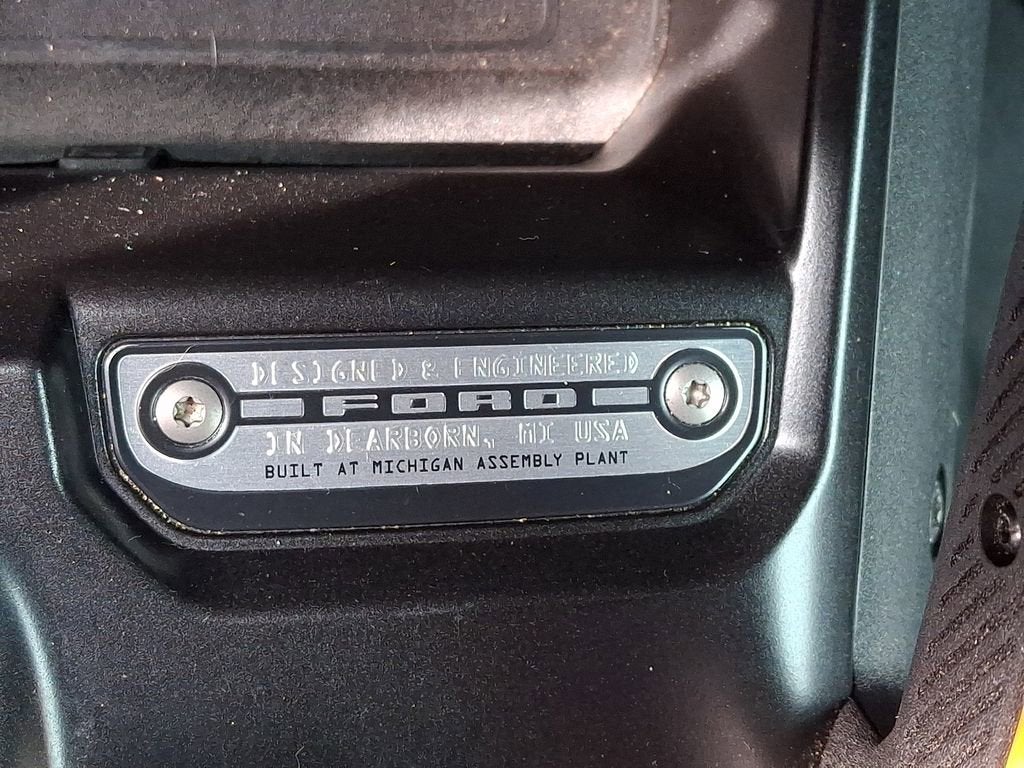 DESIGNED & ENGINEERED
FORD
IN DEARBORN, MI USA
BUILT AT MICHIGAN ASSEMBLY PLANT